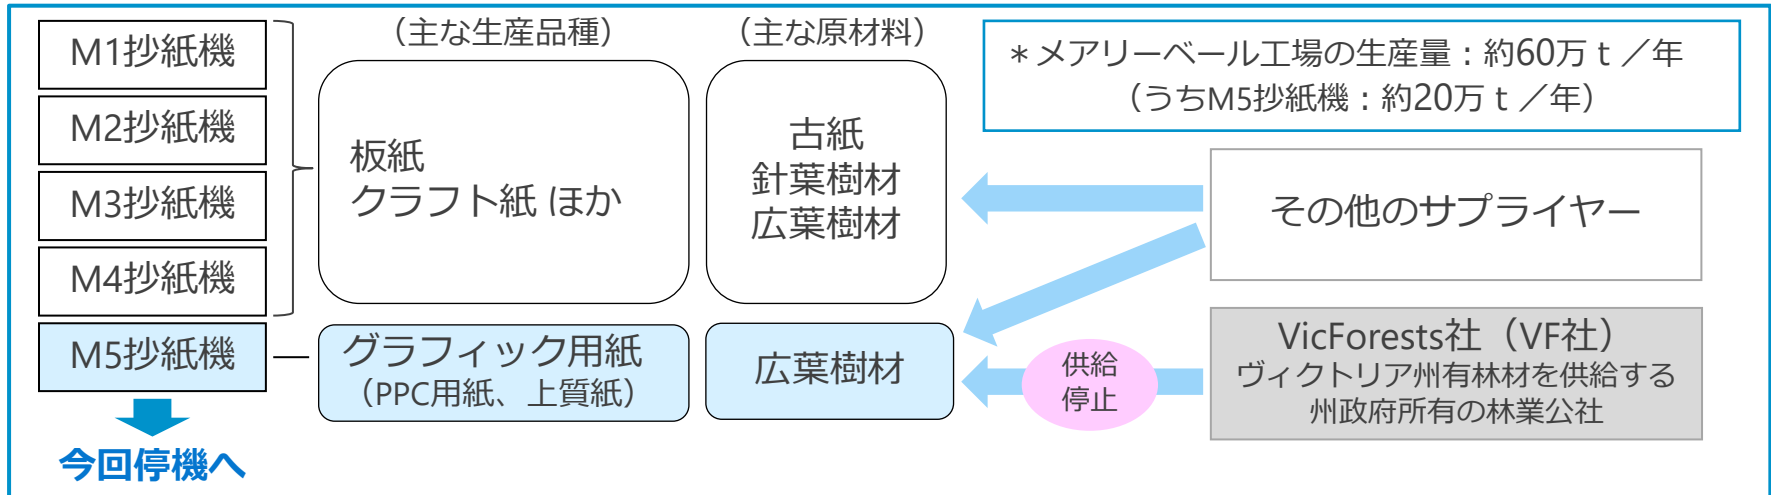 M1抄紙機
M2抄紙機
M3抄紙機
M4抄紙機
M5抄紙機
今回停機へ
（主な生産品種）
板紙
クラフト紙 ほか
グラフィック用紙
（PPC用紙、上質紙）
（主な原材料）
古紙
針葉樹材
広葉樹材
広葉樹材
＊メアリーベール工場の生産量：約60万ｔ／年
（うちM5抄紙機：約20万ｔ／年）
その他のサプライヤー
供給
停止
VicForests社（VF社）
ヴィクトリア州有林材を供給する
州政府所有の林業公社